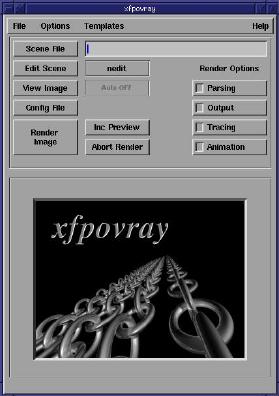 xfpovray
File Options Templates Help
Scene File
Edit Scene nedit Render Options
View Image Auto Off Parsing
Config File Output
Render Image Inc Preview Tracing
Abort Render Animation
xfpovray